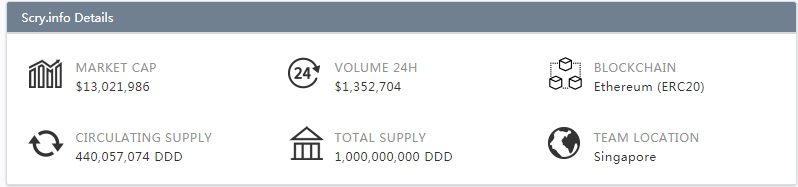 Scry.info Details
MARKET CAP
$13,021,986
24
VOLUME 24H
$1,352,704
BLOCKCHAIN
Ethereum (ERC20)
CIRCULATING SUPPLY
440,057,074 DDD
TOTAL SUPPLY
1,000,000,000 DDD
TEAM LOCATION
Singapore